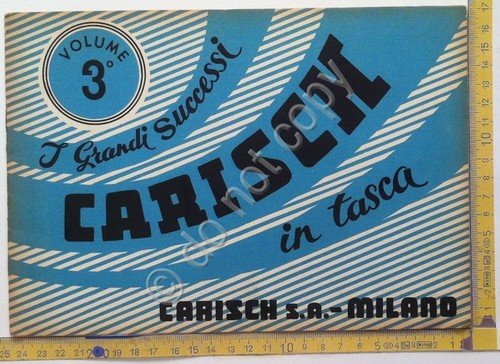 VOLUME
3°
I Grandi Successi
CARISCH
in tasca
CARISCH S.A.-MILANO
© do not copy